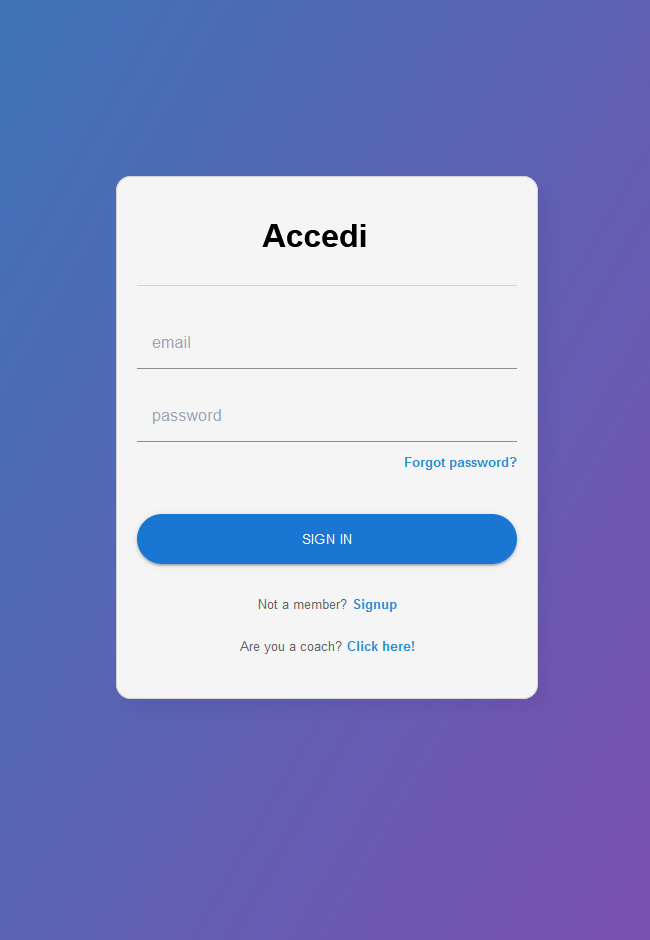 Accedi
email
password
Forgot password?
SIGN IN
Not a member? Signup
Are you a coach? Click here!